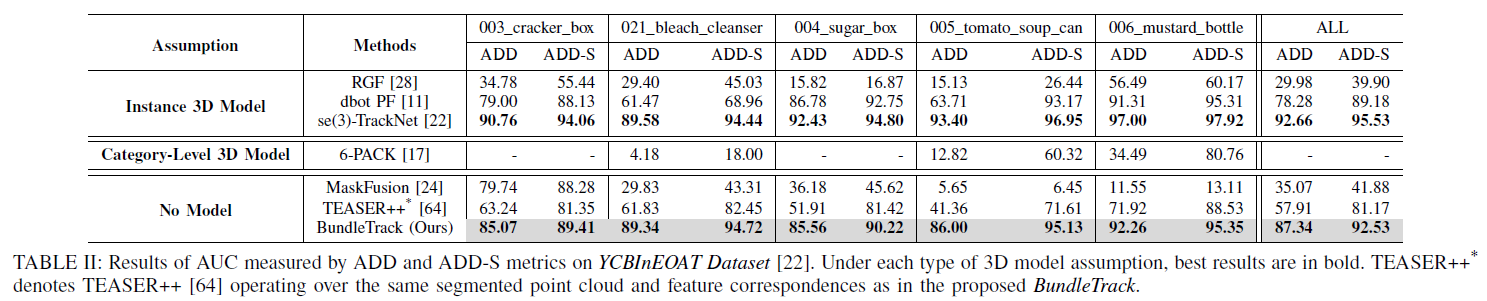 Assumption Methods 003_cracker_box 021_bleach_cleanser 004_sugar_box 005_tomato_soup_can 006_mustard_bottle ALL
ADD ADD-S ADD ADD-S ADD ADD-S ADD ADD-S ADD ADD-S ADD ADD-S
Instance 3D Model
RGF [28] 34.78 55.44 29.40 45.03 15.82 16.87 15.13 26.44 56.49 60.17 29.98 39.90
dbot PF [11] 79.00 88.13 61.47 68.96 86.78 92.75 63.71 93.17 91.31 95.31 78.28 89.18
se(3)-TrackNet [22] 90.76 94.06 89.58 94.44 92.43 94.80 93.40 96.95 97.00 97.92 92.66 95.53
Category-Level 3D Model 6-PACK [17] - - 4.18 18.00 - - 12.82 60.32 34.49 80.76 - -
No Model
MaskFusion [24] 79.74 88.28 29.83 43.31 36.18 45.62 5.65 6.45 11.55 13.11 35.07 41.88
TEASER++* [64] 63.24 81.35 61.83 82.45 51.91 81.42 41.36 71.61 71.92 88.53 57.91 81.17
BundleTrack (Ours) 85.07 89.41 89.34 94.72 85.56 90.22 86.00 95.13 92.26 95.35 87.34 92.53
TABLE II: Results of AUC measured by ADD and ADD-S metrics on YCBInEOAT Dataset [22]. Under each type of 3D model assumption, best results are in bold. TEASER++*
denotes TEASER++ [64] operating over the same segmented point cloud and feature correspondences as in the proposed BundleTrack.